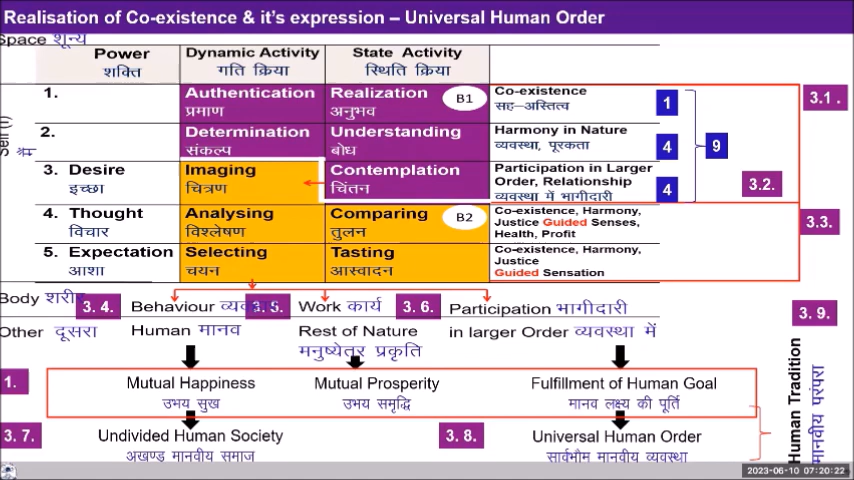 Realisation of Co-existence & it's expression – Universal Human Order
Space शून्य
Power
शक्ति
Dynamic Activity
गति क्रिया
State Activity
स्थिति क्रिया
Self (I)
मैं
1.
Authentication
प्रमाण
Realization
अनुभव
B1
Co-existence
सह-अस्तित्व
1
3.1 .
2.
Determination
संकल्प
Understanding
बोध
Harmony in Nature
व्यवस्था, पूरकता
4
9
3. Desire
इच्छा
Imaging
चित्रण
Contemplation
चिंतन
Participation in Larger
Order, Relationship
व्यवस्था में भागीदारी
4
3.2.
4. Thought
विचार
Analysing
विश्लेषण
Comparing
तुलन
B2
Co-existence, Harmony,
Justice Guided Senses,
Health, Profit
3.3.
5. Expectation
आशा
Selecting
चयन
Tasting
आस्वादन
Co-existence, Harmony,
Justice
Guided Sensation
Body शरीर
3. 4.
Behaviour व्यवहार
3. 5.
Work कार्य
3. 6.
Participation भागीदारी
3. 9.
Other दूसरा
Human मानव
Rest of Nature
मनुष्येतर प्रकृति
in larger Order व्यवस्था में
1.
Mutual Happiness
उभय सुख
Mutual Prosperity
उभय समृद्धि
Fulfillment of Human Goal
मानव लक्ष्य की पूर्ति
Human Tradition
मानवीय परंपरा
3. 7.
Undivided Human Society
अखण्ड मानवीय समाज
3. 8.
Universal Human Order
सार्वभौम मानवीय व्यवस्था
2023-06-10 07:20:22